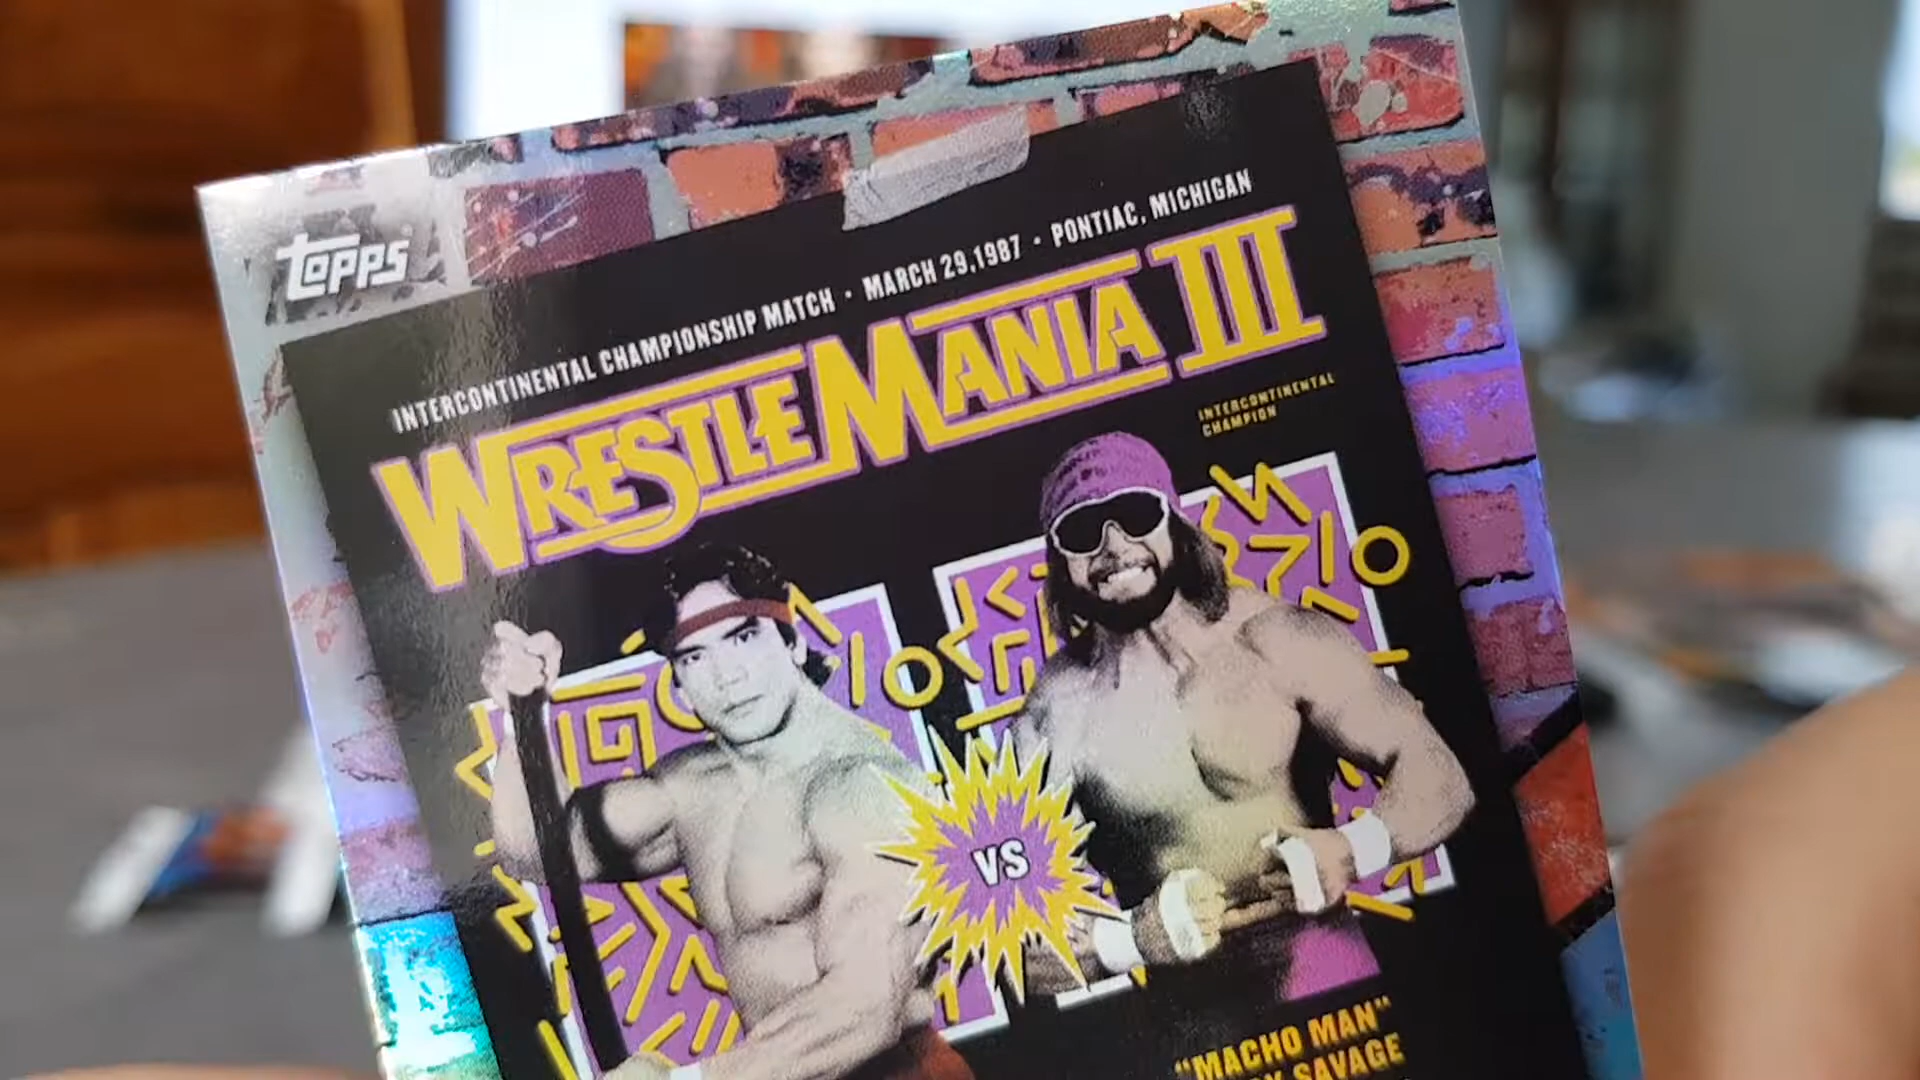 topps
INTERCONTINENTAL CHAMPIONSHIP MATCH · MARCH 29,1987 · PONTIAC, MICHIGAN
WRESTLEMANIA III
INTERCONTINENTAL
CHAMPION
VS
"MACHO MAN"
SAVAGE